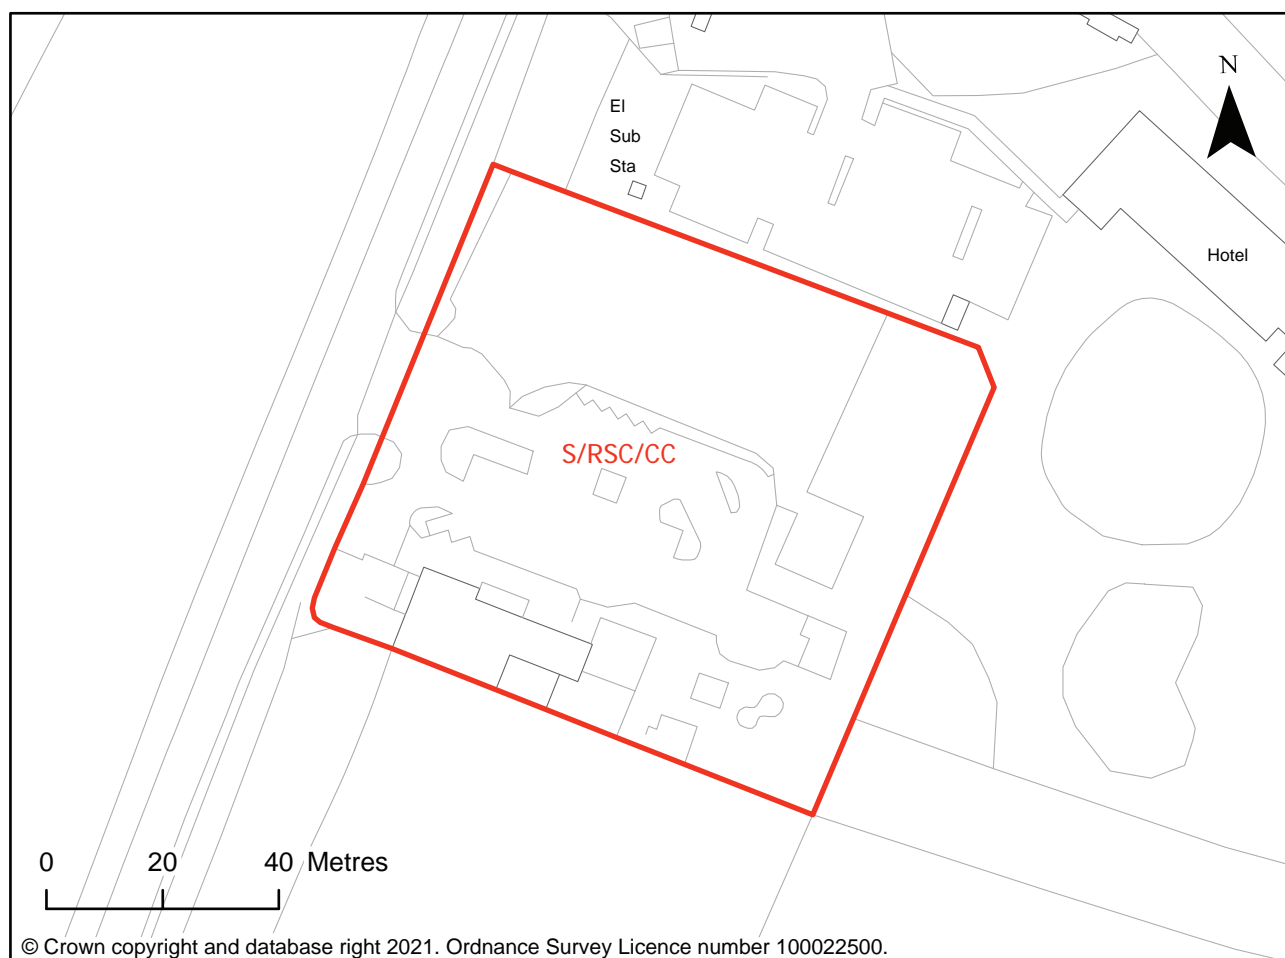 N
El
Sub
Sta
Hotel
S/RSC/CC
0 20 40 Metres
© Crown copyright and database right 2021. Ordnance Survey Licence number 100022500.